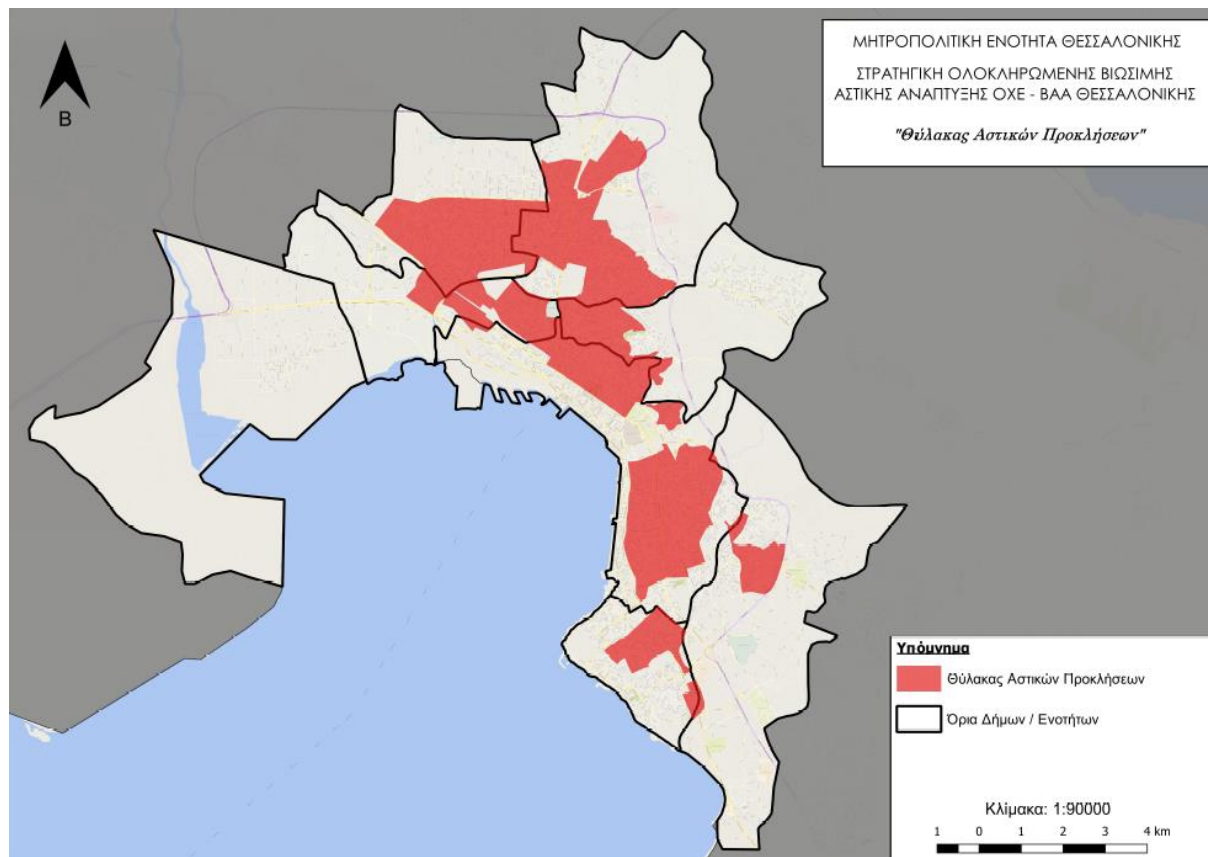 ΜΗΤΡΟΠΟΛΙΤΙΚΗ ΕΝΟΤΗΤΑ ΘΕΣΣΑΛΟΝΙΚΗΣ
ΣΤΡΑΤΗΓΙΚΗ ΟΛΟΚΛΗΡΩΜΕΝΗΣ ΒΙΩΣΙΜΗΣ
ΑΣΤΙΚΗΣ ΑΝΑΠΤΥΞΗΣ ΟΧΕ - ΒΑΑ ΘΕΣΣΑΛΟΝΙΚΗΣ
"Θύλακας Αστικών Προκλήσεων"
Β
Υπόμνημα
Θύλακας Αστικών Προκλήσεων
Όρια Δήμων / Ενοτήτων
Κλίμακα: 1:90000
1 0 1 2 3 4 km